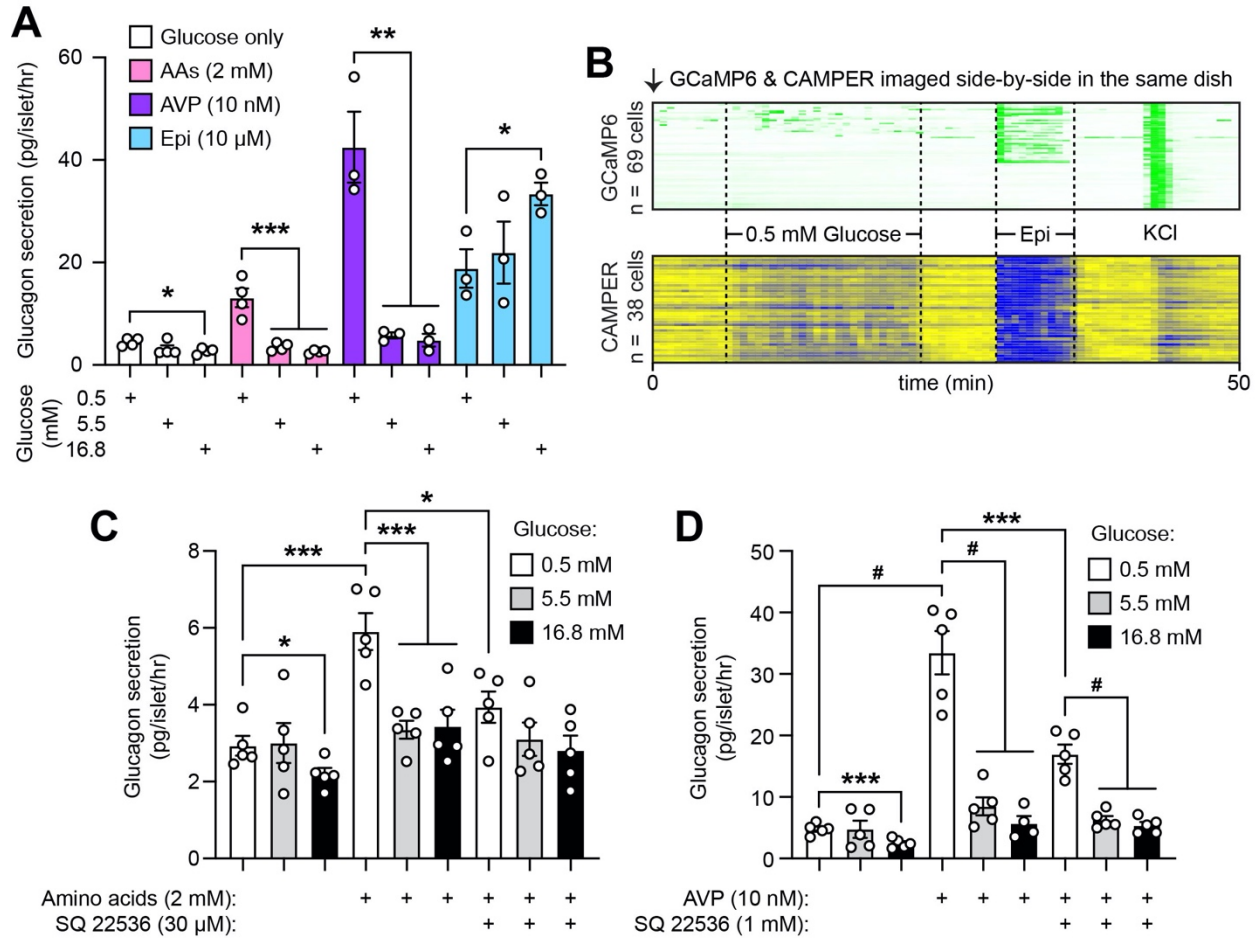 A
Glucose only
AAs (2 mM)
AVP (10 nM)
Epi (10 µM)
Glucagon secretion (pg/islet/hr)
60
40
20
0
*
***
**
*
Glucose (mM)
0.5 + + + +
5.5 + + + +
16.8 + + + +
B
GCaMP6 & CAMPER imaged side-by-side in the same dish
GCaMP6
n = 69 cells
0.5 mM Glucose
Epi
KCl
CAMPER
n = 38 cells
0
time (min)
50
C
Glucose:
0.5 mM
5.5 mM
16.8 mM
Glucagon secretion
(pg/islet/hr)
8
6
4
2
0
*
***
***
*
Amino acids (2 mM): + + + + + +
SQ 22536 (30 µM): + + +
D
Glucose:
0.5 mM
5.5 mM
16.8 mM
Glucagon secretion
(pg/islet/hr)
50
40
30
20
10
0
***
#
#
#
***
AVP (10 nM): + + + + + +
SQ 22536 (1 mM): + + +